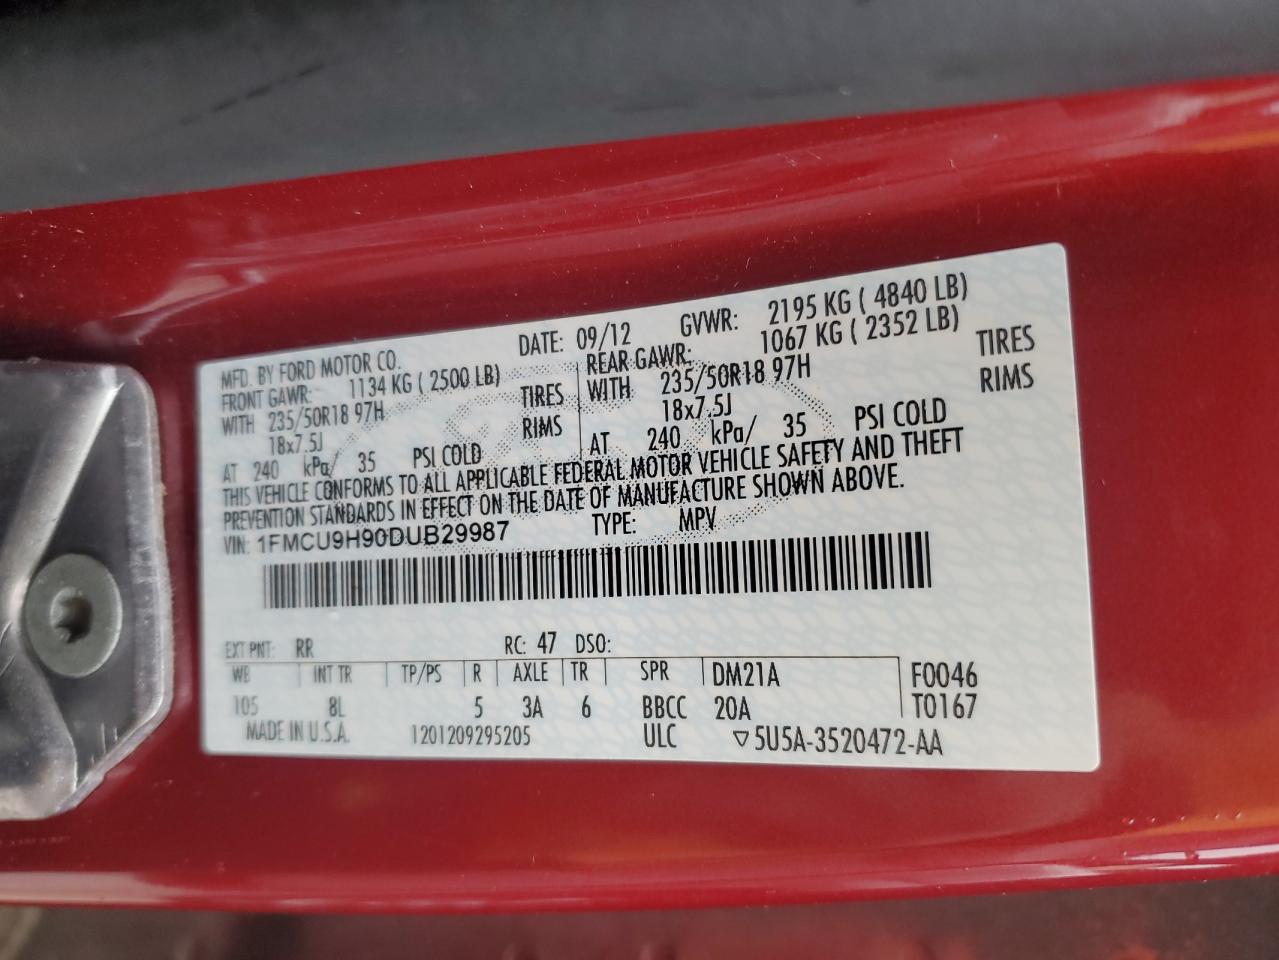 MFD. BY FORD MOTOR CO.
DATE: 09/12 GVWR: 2195 KG ( 4840 LB)
FRONT GAWR: 1134 KG ( 2500 LB) REAR GAWR: 1067 KG ( 2352 LB)
WITH 235/50R18 97H TIRES WITH 235/50R18 97H TIRES
18x7.5J RIMS 18x7.5J RIMS
AT 240 kPa/ 35 PSI COLD AT 240 kPa/ 35 PSI COLD
THIS VEHICLE CONFORMS TO ALL APPLICABLE FEDERAL MOTOR VEHICLE SAFETY AND THEFT
PREVENTION STANDARDS IN EFFECT ON THE DATE OF MANUFACTURE SHOWN ABOVE.
VIN: 1FMCU9H90DUB29987 TYPE: MPV
EXT PNT: RR RC: 47 DSO:
WB INT TR TP/PS R AXLE TR SPR DM21A F0046
105 8L 5 3A 6 BBCC 20A T0167
MADE IN U.S.A. 1201209295205 ULC ▽5U5A-3520472-AA